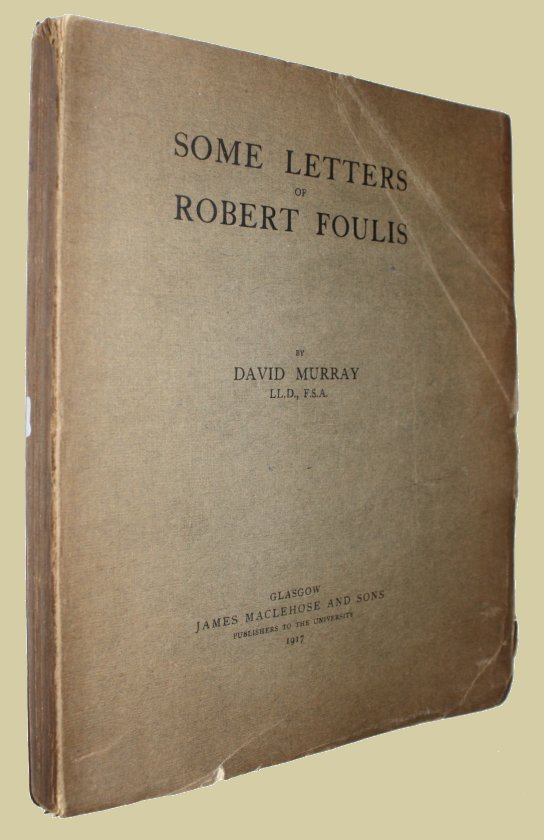 SOME LETTERS
OF
ROBERT FOULIS
BY
DAVID MURRAY
LL.D., F.S.A.
GLASGOW
JAMES MACLEHOSE AND SONS
PUBLISHERS TO THE UNIVERSITY
1917